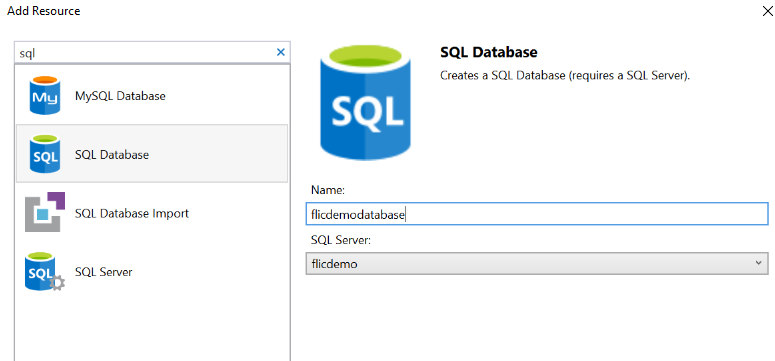 Add Resource
sql
MySQL Database
SQL Database
SQL Database Import
SQL Server
SQL Database
Creates a SQL Database (requires a SQL Server).
Name:
flicdemodatabase
SQL Server:
flicdemo
My
SQL
SQL
SQL